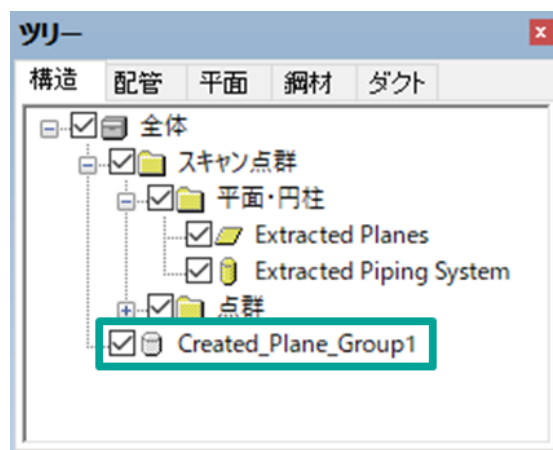 ツリー
構造 配管 平面 鋼材 ダクト
全体
スキャン点群
平面・円柱
Extracted Planes
Extracted Piping System
点群
Created_Plane_Group1